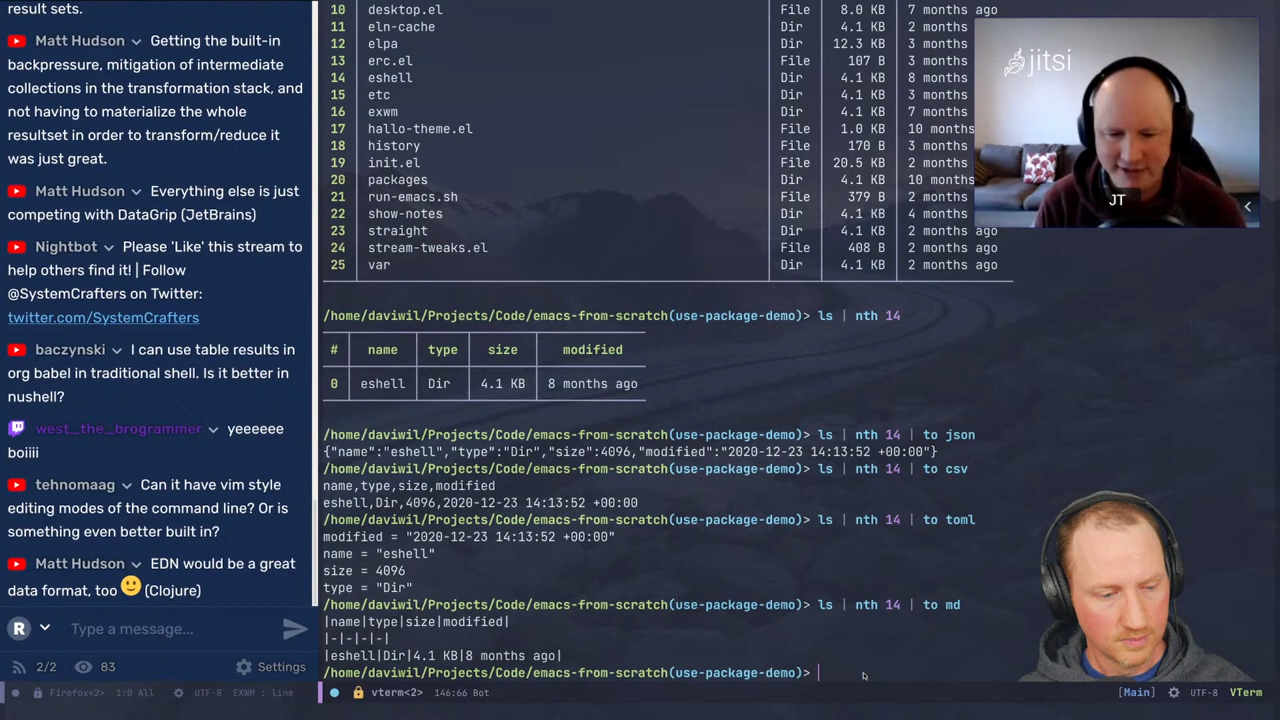 result sets.
Matt Hudson Getting the built-in
backpressure, mitigation of intermediate
collections in the transformation stack, and
not having to materialize the whole
resultset in order to transform/reduce it
was just great.
Matt Hudson Everything else is just
competing with DataGrip (JetBrains)
Nightbot Please 'Like' this stream to
help others find it! | Follow
@SystemCrafters on Twitter:
twitter.com/SystemCrafters
baczynski I can use table results in
org babel in traditional shell. Is it better in
nushell?
west_the_brogrammer yeeeeee
boiiii
tehnomaag Can it have vim style
editing modes of the command line? Or is
something even better built in?
Matt Hudson EDN would be a great
data format, too 🙂 (Clojure)
R Type a message...
2/2 83 Settings
Firefox<2> 1:0 All UTF-8 EXWM : line
10 desktop.el File 8.0 KB 7 months ago
11 eln-cache Dir 4.1 KB 2 months ago
12 elpa Dir 12.3 KB 3 months
13 erc.el File 107 B 3 months
14 eshell Dir 4.1 KB 8 months
15 etc Dir 4.1 KB 3 months
16 exwm Dir 4.1 KB 7 months
17 hallo-theme.el File 1.0 KB 10 months
18 history File 170 B 3 months
19 init.el File 20.5 KB 2 months
20 packages Dir 4.1 KB 10 months
21 run-emacs.sh File 379 B 2 months
22 show-notes Dir 4.1 KB 4 months
23 straight Dir 4.1 KB 2 months ago
24 stream-tweaks.el File 408 B 2 months ago
25 var Dir 4.1 KB 2 months ago
/home/daviwil/Projects/Code/emacs-from-scratch(use-package-demo)> ls | nth 14
# name type size modified
0 eshell Dir 4.1 KB 8 months ago
/home/daviwil/Projects/Code/emacs-from-scratch(use-package-demo)> ls | nth 14 | to json
{"name":"eshell","type":"Dir","size":4096,"modified":"2020-12-23 14:13:52 +00:00"}
/home/daviwil/Projects/Code/emacs-from-scratch(use-package-demo)> ls | nth 14 | to csv
name,type,size,modified
eshell,Dir,4096,2020-12-23 14:13:52 +00:00
/home/daviwil/Projects/Code/emacs-from-scratch(use-package-demo)> ls | nth 14 | to toml
modified = "2020-12-23 14:13:52 +00:00"
name = "eshell"
size = 4096
type = "Dir"
/home/daviwil/Projects/Code/emacs-from-scratch(use-package-demo)> ls | nth 14 | to md
|name|type|size|modified|
|-|-|-|-|
|eshell|Dir|4.1 KB|8 months ago|
/home/daviwil/Projects/Code/emacs-from-scratch(use-package-demo)>
vterm<2> 146:66 Bot [Main] UTF-8 VTerm
jitsi
JT